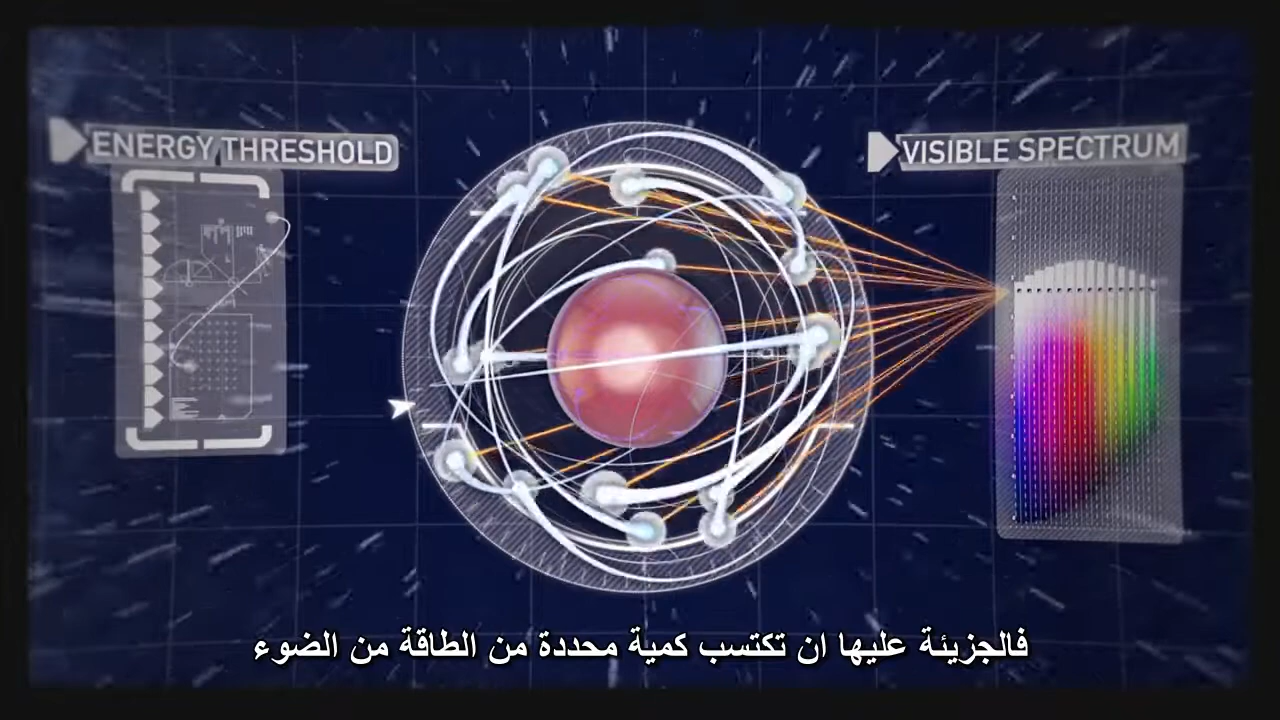 ENERGY THRESHOLD
VISIBLE SPECTRUM
فالجزيئة عليها ان تكتسب كمية محددة من الطاقة من الضوء